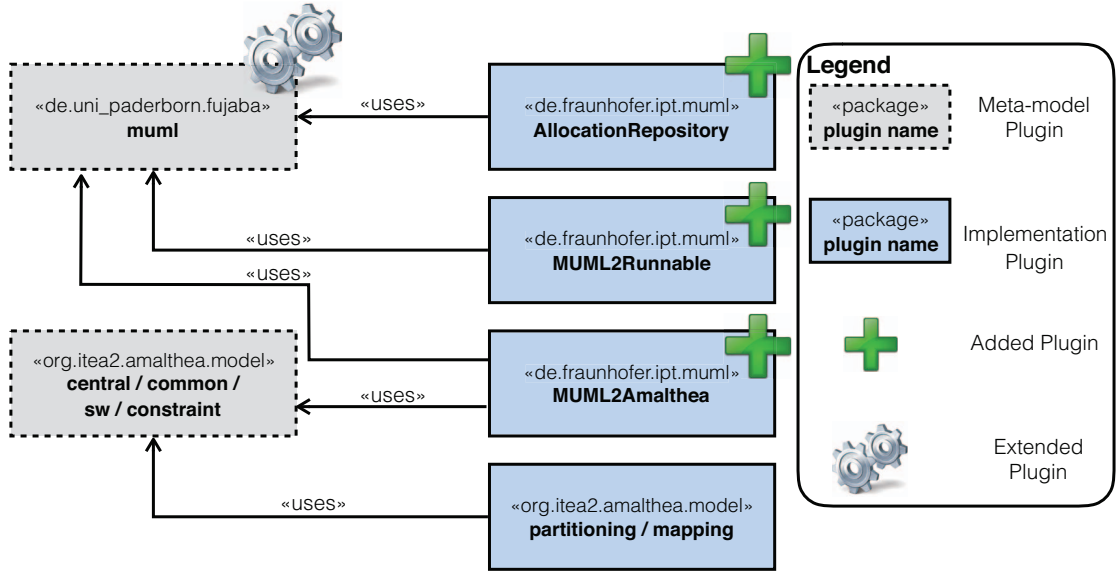 «de.uni_paderborn.fujaba»
muml
«uses»
«de.fraunhofer.ipt.muml»
AllocationRepository
«uses»
«de.fraunhofer.ipt.muml»
MUML2Runnable
«uses»
«org.itea2.amalthea.model»
central / common /
sw / constraint
«uses»
«de.fraunhofer.ipt.muml»
MUML2Amalthea
«uses»
«org.itea2.amalthea.model»
partitioning / mapping
Legend
«package»
plugin name
Meta-model
Plugin
«package»
plugin name
Implementation
Plugin
Added Plugin
Extended
Plugin